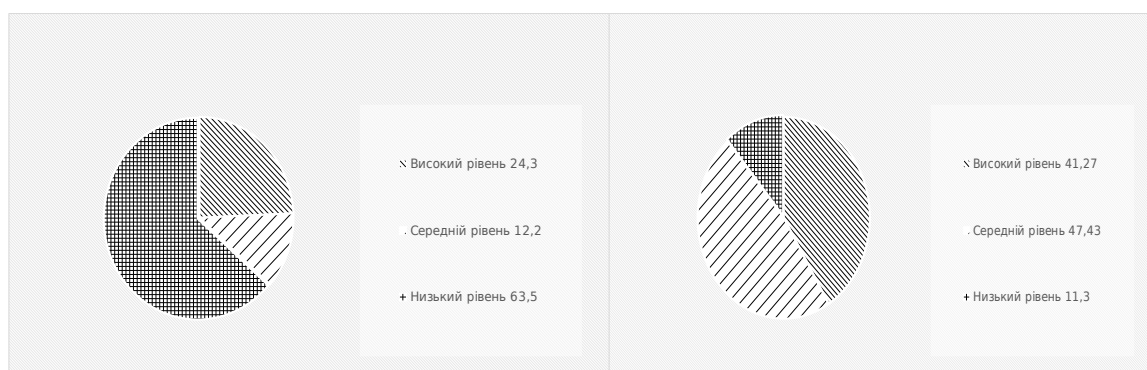 Високий рівень 24,3
Середній рівень 12,2
Низький рівень 63,5
Високий рівень 41,27
Середній рівень 47,43
Низький рівень 11,3